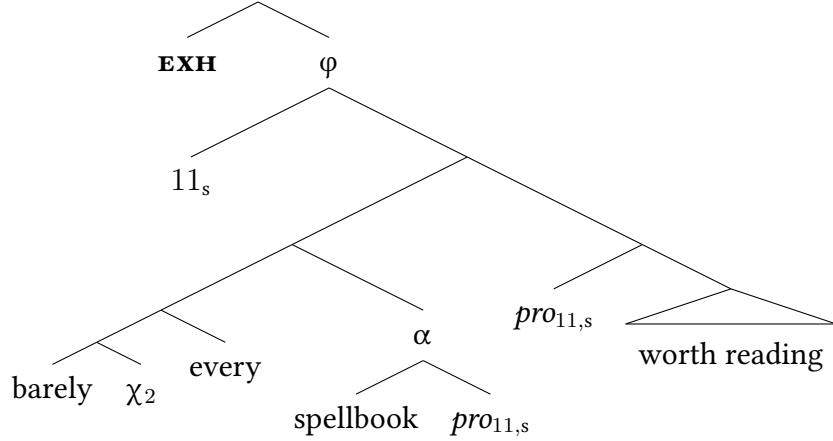 EXH φ
11s
pro11,s
α
every
worth reading
barely χ2
spellbook pro11,s